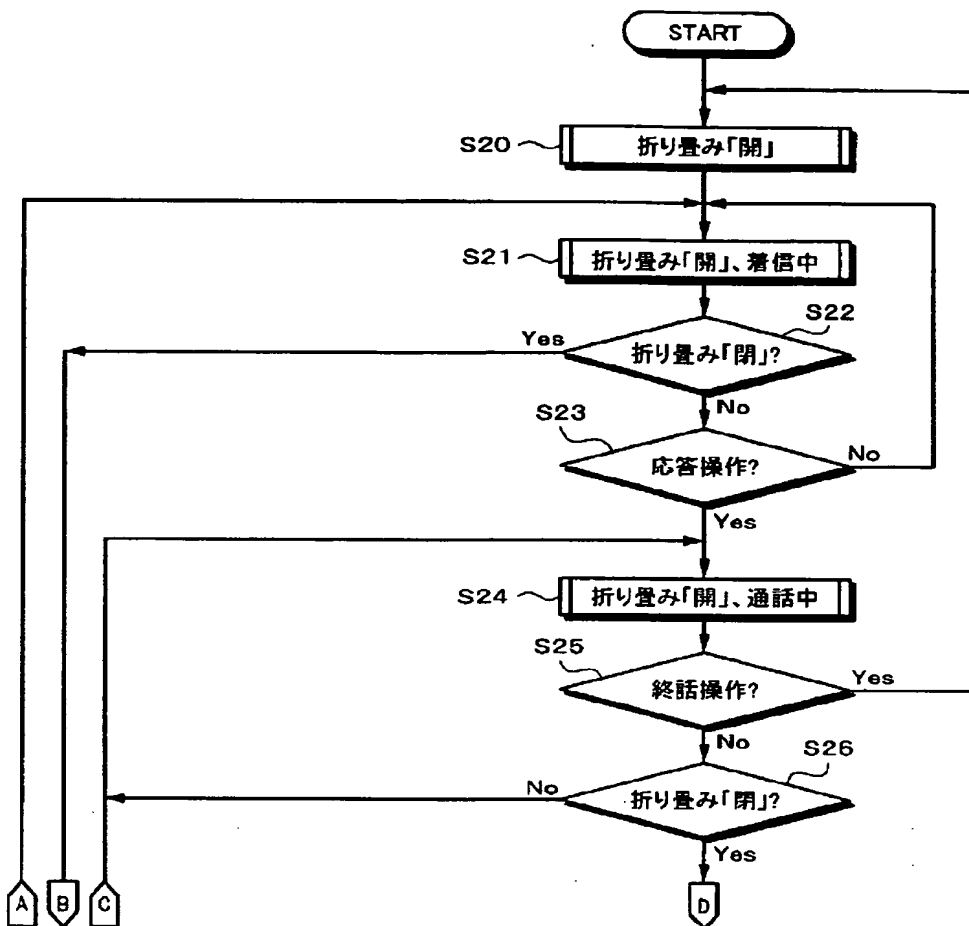 START
S20
折り畳み「開」
S21
折り畳み「開」、着信中
S22
Yes
折り畳み「閉」?
No
S23
応答操作?
No
Yes
S24
折り畳み「開」、通話中
S25
終話操作?
Yes
No
S26
No
折り畳み「閉」?
Yes
A
B
C
D